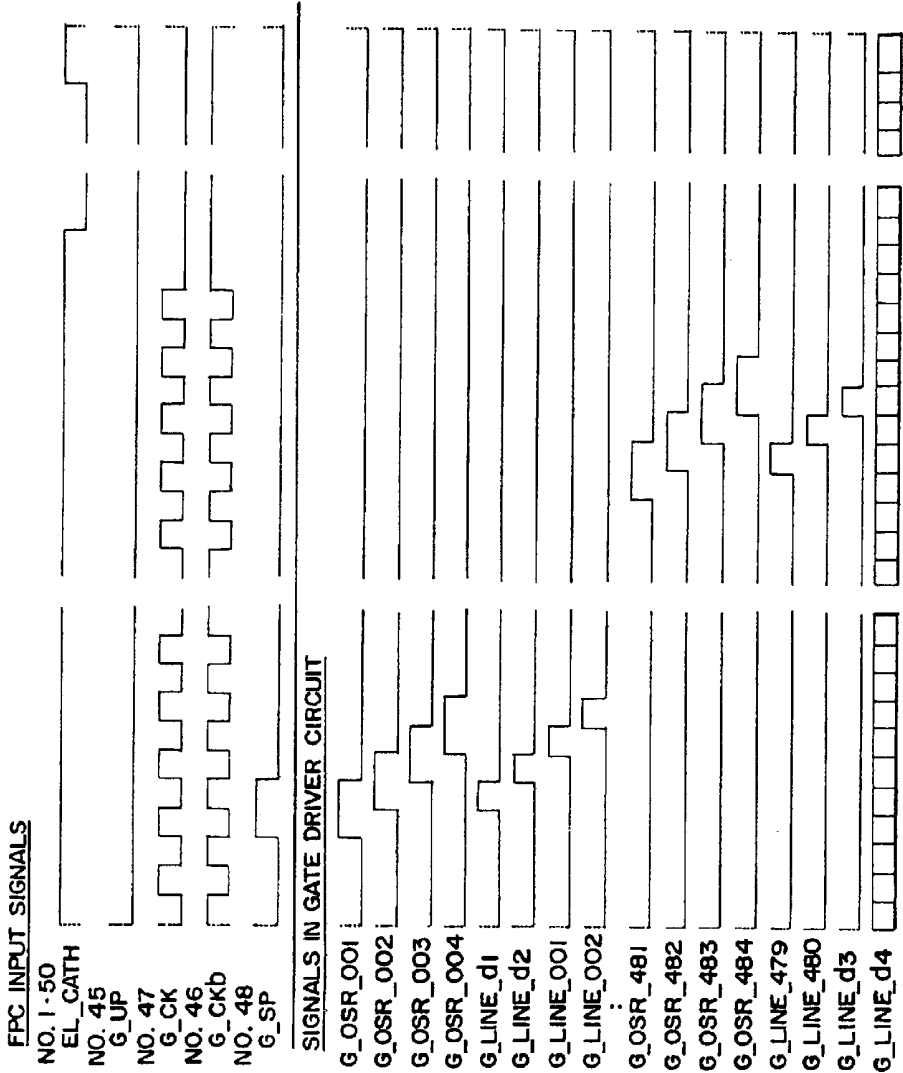 FPC INPUT SIGNALS
NO. 1 - 50
EL_CATH
NO. 45
G_UP
NO. 47
G_CK
NO. 46
G_CKb
NO. 48
G_SP
SIGNALS IN GATE DRIVER CIRCUIT
G_OSR_001
G_OSR_002
G_OSR_003
G_OSR_004
G_LINE_d1
G_LINE_d2
G_LINE_001
G_LINE_002
:
G_OSR_481
G_OSR_482
G_OSR_483
G_OSR_484
G_LINE_479
G_LINE_480
G_LINE_d3
G_LINE_d4